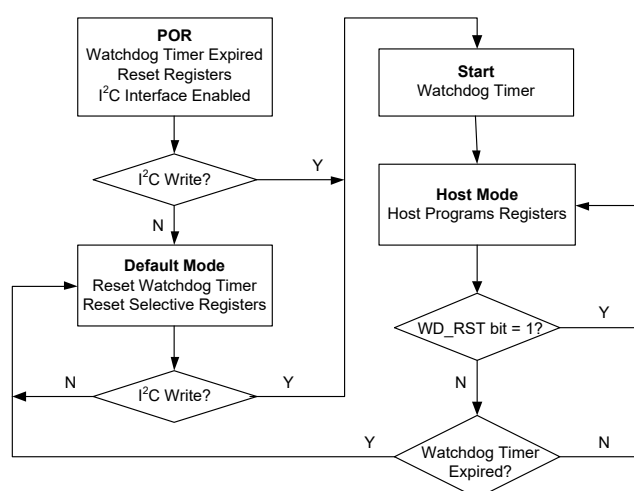 POR
Watchdog Timer Expired
Reset Registers
I²C Interface Enabled
Start
Watchdog Timer
I²C Write?
Y
N
Host Mode
Host Programs Registers
Default Mode
Reset Watchdog Timer
Reset Selective Registers
WD_RST bit = 1?
Y
N
I²C Write?
N
Y
Y
Watchdog Timer
Expired?
N